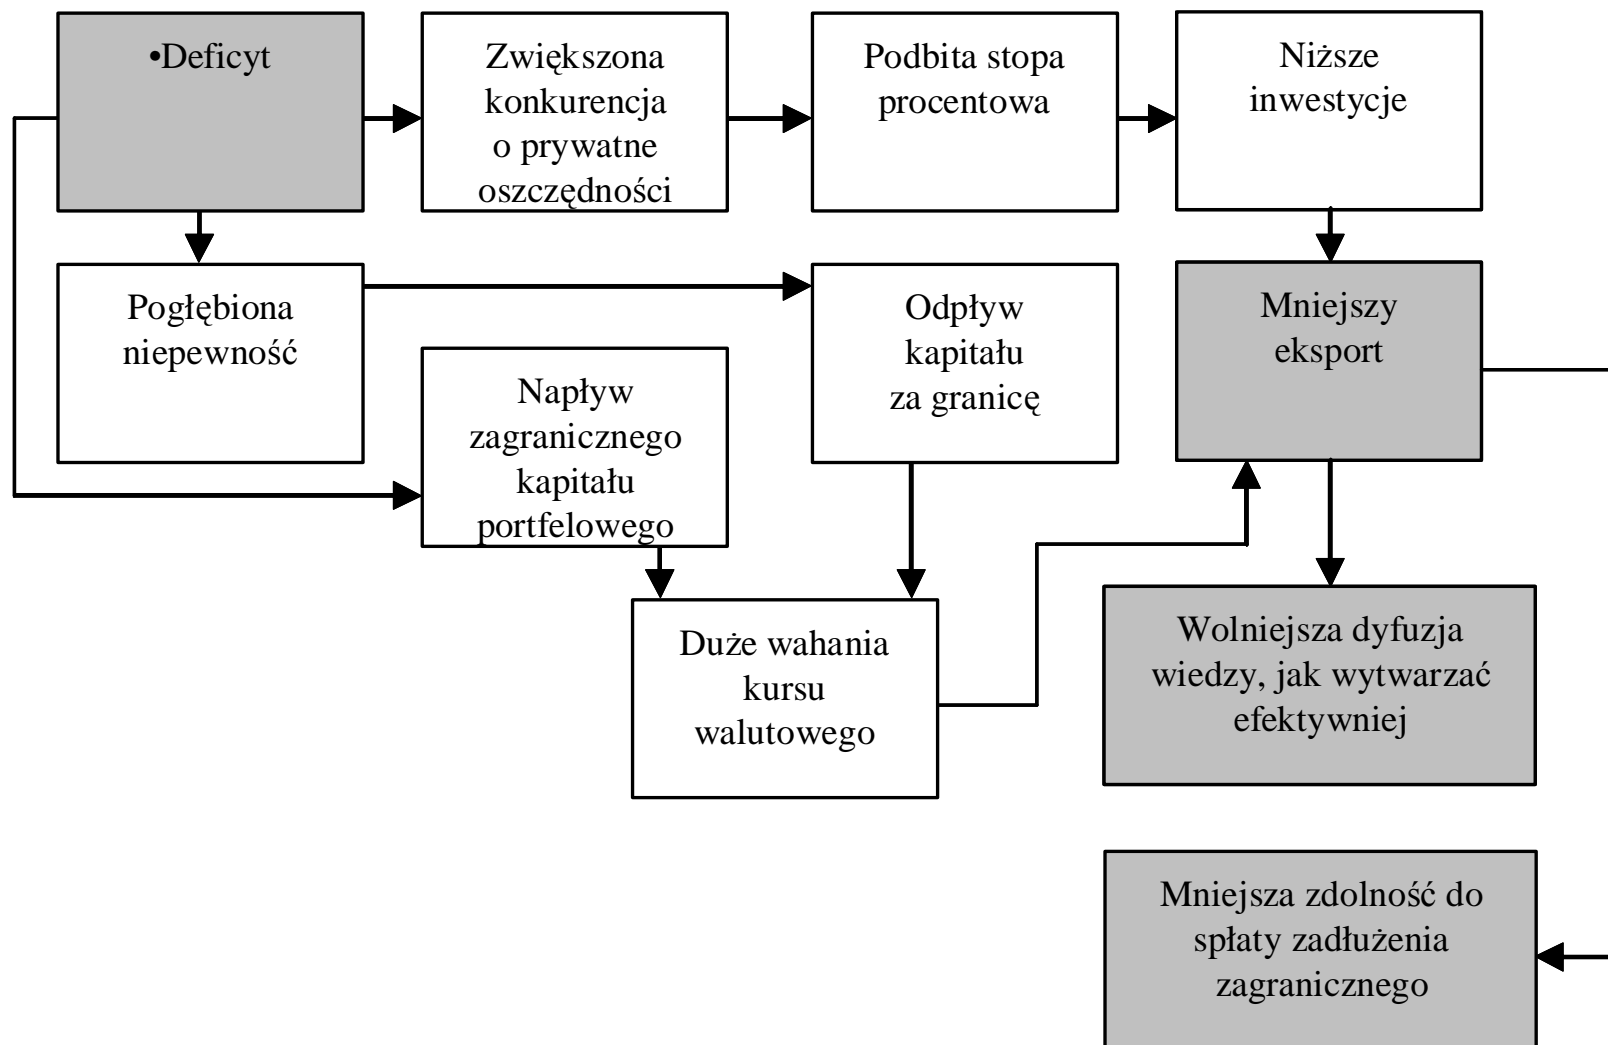 •Deficyt
Zwiększona
konkurencja
o prywatne
oszczędności
Podbita stopa
procentowa
Niższe
inwestycje
Pogłębiona
niepewność
Napływ
zagranicznego
kapitału
portfelowego
Odpływ
kapitału
za granicę
Mniejszy
eksport
Duże wahania
kursu
walutowego
Wolniejsza dyfuzja
wiedzy, jak wytwarzać
efektywniej
Mniejsza zdolność do
spłaty zadłużenia
zagranicznego